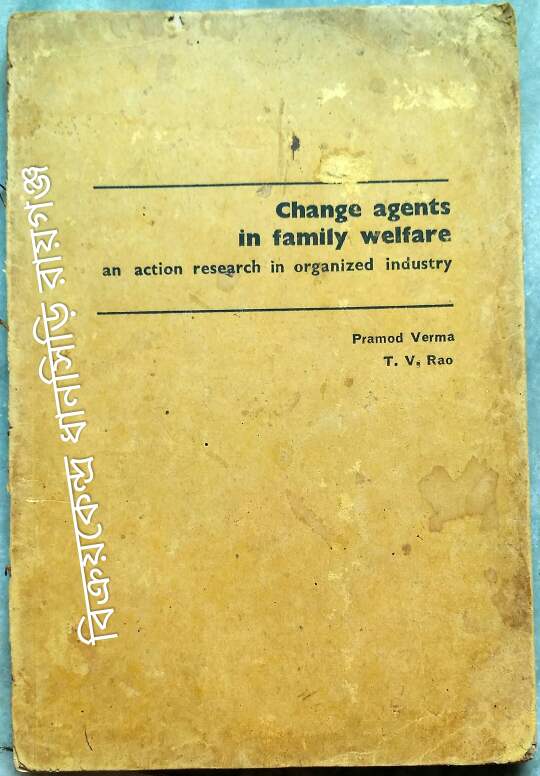 Change agents
in family welfare
an action research in organized industry
Pramod Verma
T. V. Rao
বিক্রয়কেন্দ্র ধানসিড়ি রায়গঞ্জ